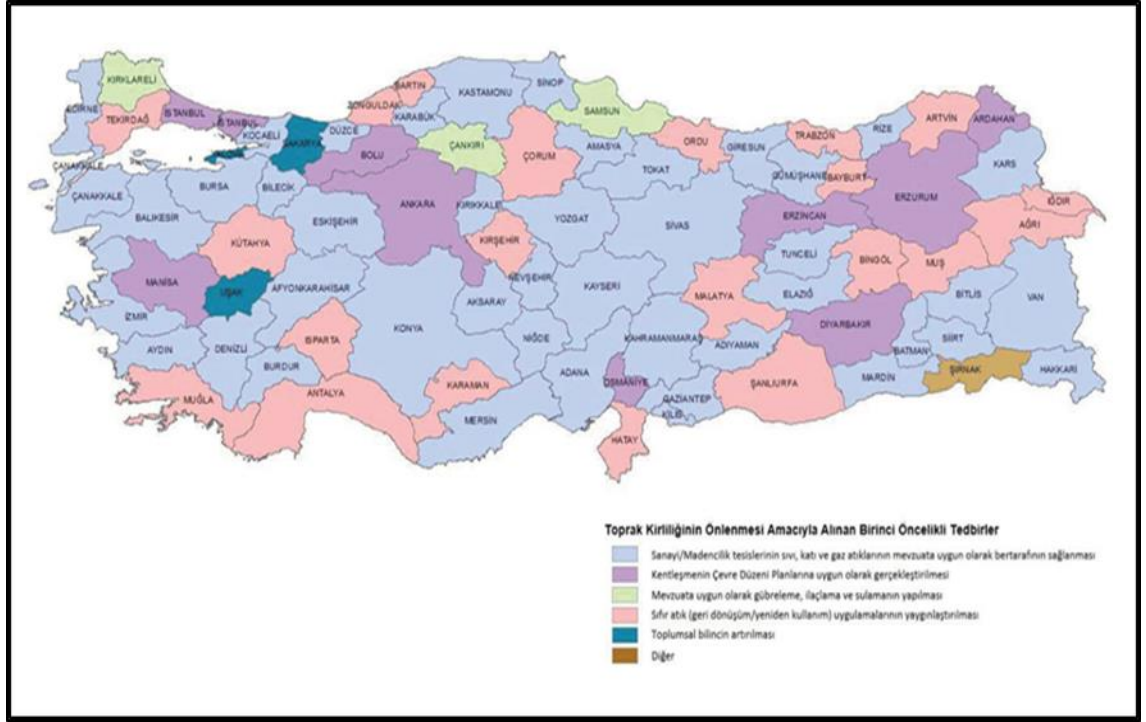 KIRKLARELİ
EDİRNE
TEKİRDAĞ
İSTANBUL
İSTANBUL
KOCAELİ
SAKARYA
DÜZCE
ZONGULDAK
BARTIN
KARABÜK
KASTAMONU
SİNOP
SAMSUN
ÇANKIRI
BOLU
ÇORUM
AMASYA
ORDU
GİRESUN
TRABZON
RİZE
ARTVİN
ARDAHAN
KARS
ÇANAKKALE
ÇANAKKALE
BURSA
BİLECİK
BALIKESİR
ESKİŞEHİR
ANKARA
KIRIKKALE
TOKAT
YOZGAT
SİVAS
GÜMÜŞHANE
BAYBURT
ERZİNCAN
ERZURUM
IĞDIR
AĞRI
KÜTAHYA
KIRŞEHİR
TUNCELİ
BİNGÖL
MUŞ
MANİSA
UŞAK
AFYONKARAHİSAR
NEVŞEHİR
KAYSERİ
MALATYA
ELAZIĞ
BİTLİS
VAN
AKSARAY
İZMİR
KONYA
NİĞDE
KAHRAMANMARAŞ
ADIYAMAN
DİYARBAKIR
BATMAN
SİİRT
AYDIN
DENİZLİ
ISPARTA
BURDUR
ADANA
OSMANİYE
GAZİANTEP
KİLİS
ŞANLIURFA
MARDİN
ŞIRNAK
HAKKARİ
MUĞLA
ANTALYA
KARAMAN
MERSİN
HATAY
Toprak Kirliliğinin Önlenmesi Amacıyla Alınan Birinci Öncelikli Tedbirler
Sanayi/Madencilik tesislerinin sıvı, katı ve gaz atıklarının mevzuata uygun olarak bertarafının sağlanması
Kentleşmenin Çevre Düzeni Planlarına uygun olarak gerçekleştirilmesi
Mevzuata uygun olarak gübreleme, ilaçlama ve sulamanın yapılması
Sıfır atık (geri dönüşüm/yeniden kullanım) uygulamalarının yaygınlaştırılması
Toplumsal bilincin artırılması
Diğer